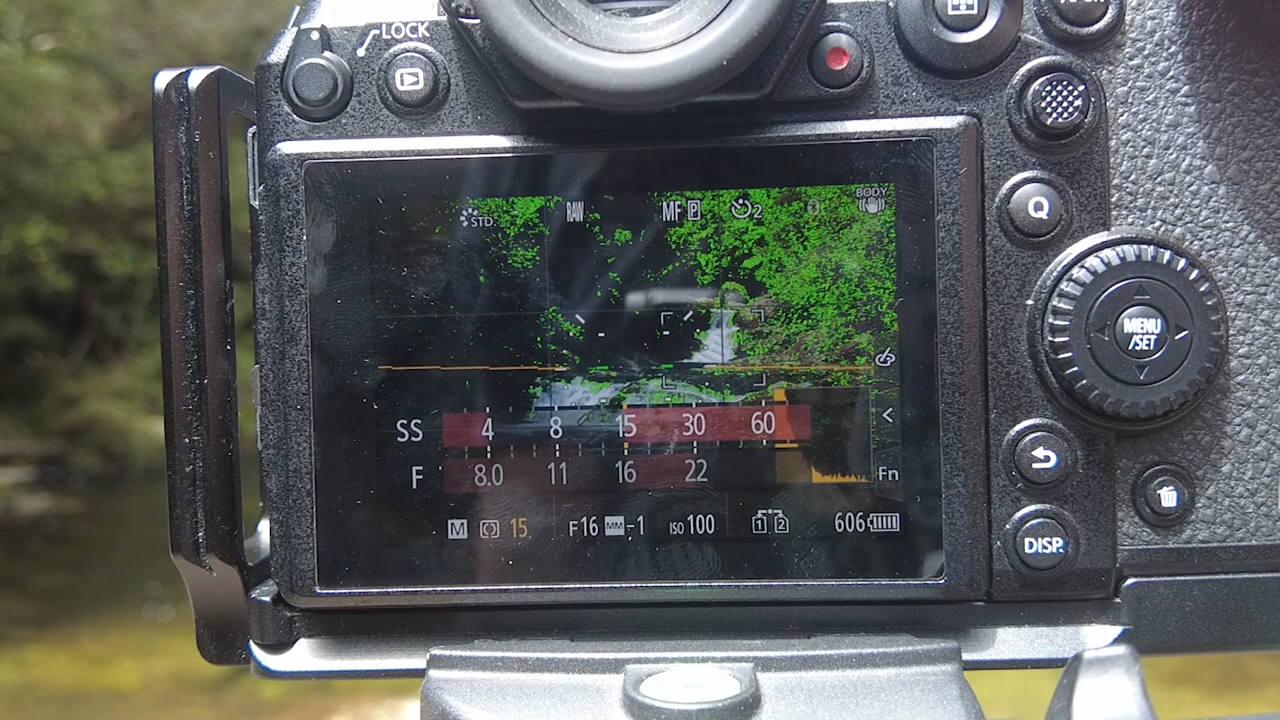 LOCK
Q
MENU
/SET
DISP.
BODY
STD. RAW MF P 2
SS 4 8 15 30 60
<
F 8.0 11 16 22 Fn
M 15 F16 MM -1 ISO 100 1 2 606